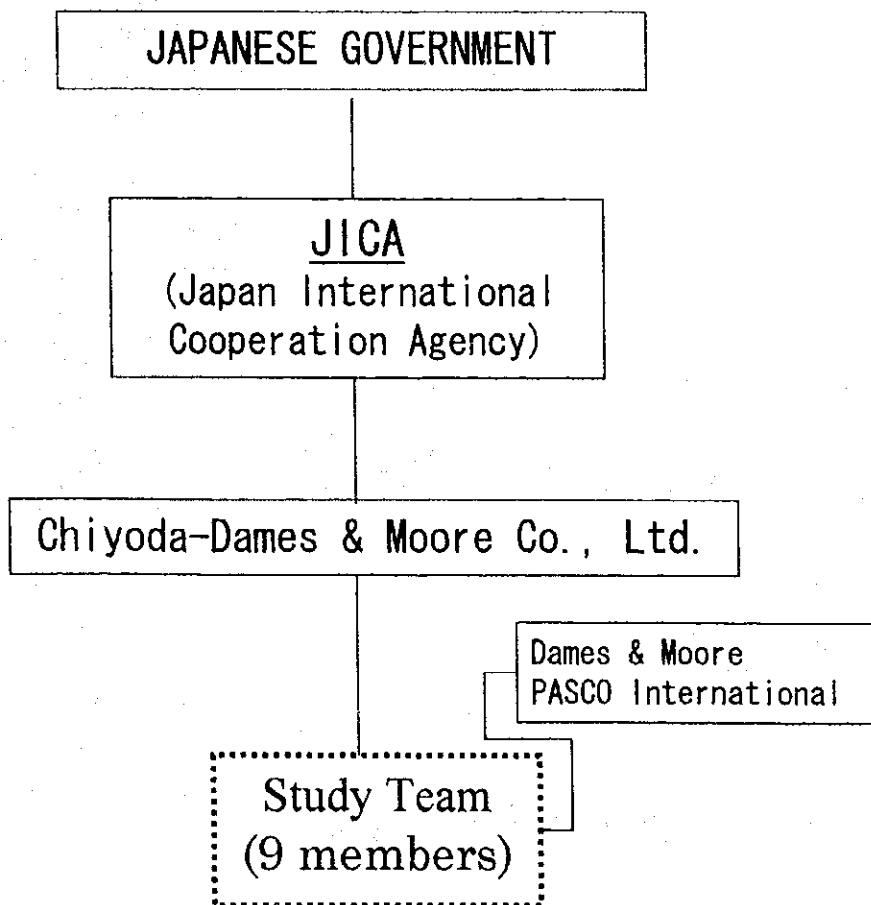 JAPANESE GOVERNMENT
JICA
(Japan International
Cooperation Agency)
Chiyoda-Dames & Moore Co., Ltd.
Dames & Moore
PASCO International
Study Team
(9 members)